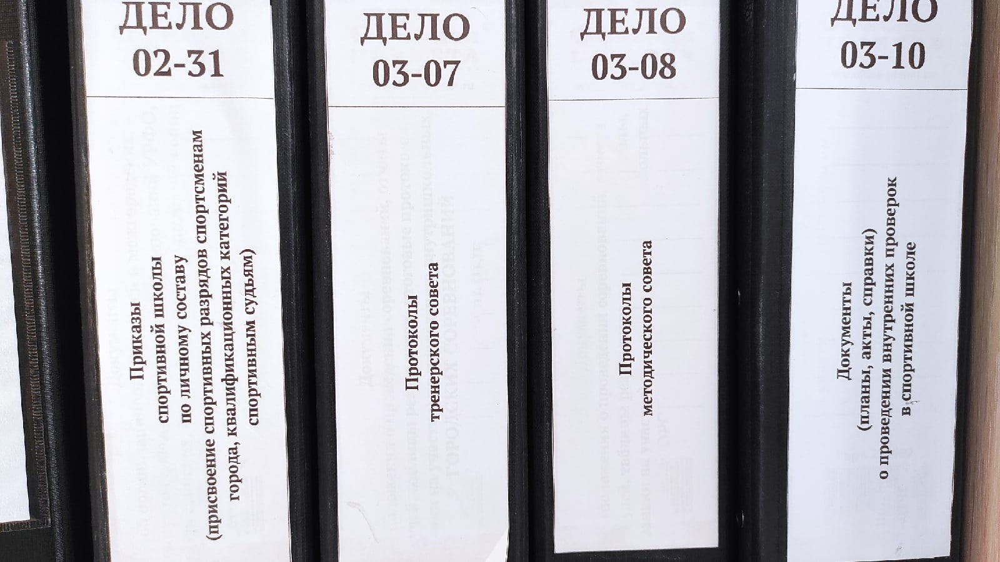 ДЕЛО
02-31
Приказы
спортивной школы
по личному составу
(присвоение спортивных разрядов спортсменам
города, квалификационных категорий
спортивным судьям)
ДЕЛО
03-07
Протоколы
тренерского совета
ДЕЛО
03-08
Протоколы
методического совета
ДЕЛО
03-10
Документы
(планы, акты, справки)
о проведении внутренних проверок
в спортивной школе